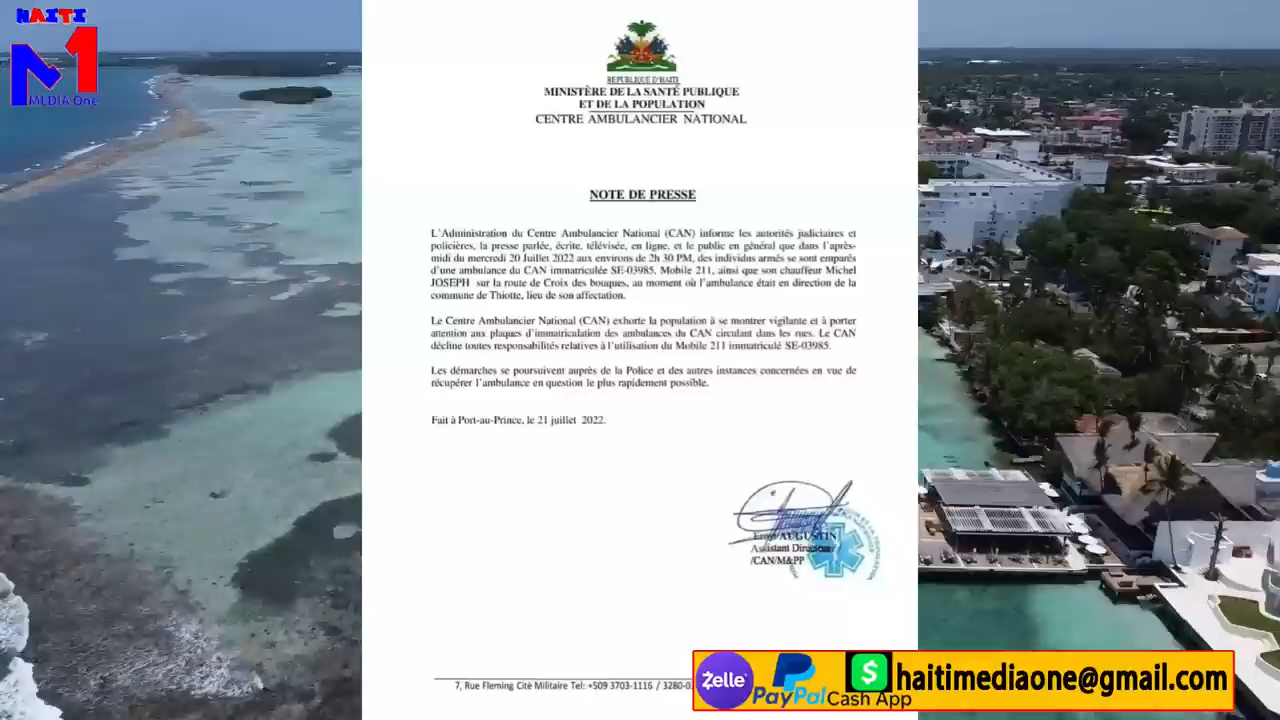 HAITI
M1
MEDIA One
REPUBLIQUE D'HAITI
MINISTÈRE DE LA SANTÉ PUBLIQUE
ET DE LA POPULATION
CENTRE AMBULANCIER NATIONAL
NOTE DE PRESSE
L'Administration du Centre Ambulancier National (CAN) informe les autorités judiciaires et
policières, la presse parlée, écrite, télévisée, en ligne, et le public en général que dans l'après-
midi du mercredi 20 Juillet 2022 aux environs de 2h 30 PM, des individus armés se sont emparés
d'une ambulance du CAN immatriculée SE-03985, Mobile 211, ainsi que son chauffeur Michel
JOSEPH sur la route de Croix des bouques, au moment où l'ambulance était en direction de la
commune de Thiotte, lieu de son affectation.
Le Centre Ambulancier National (CAN) exhorte la population à se montrer vigilante et à porter
attention aux plaques d'immatriculation des ambulances du CAN circulant dans les rues. Le CAN
décline toutes responsabilités relatives à l'utilisation du Mobile 211 immatriculé SE-03985.
Les démarches se poursuivent auprès de la Police et des autres instances concernées en vue de
récupérer l'ambulance en question le plus rapidement possible.
Fait à Port-au-Prince, le 21 juillet 2022.
AUGUSTIN
Assistant Directeur
/CAN/M&PP
7, Rue Fleming Cité Militaire Tel: +509 3703-1116 / 3280-0
Zelle
PayPal
$
Cash App
haitimediaone@gmail.com